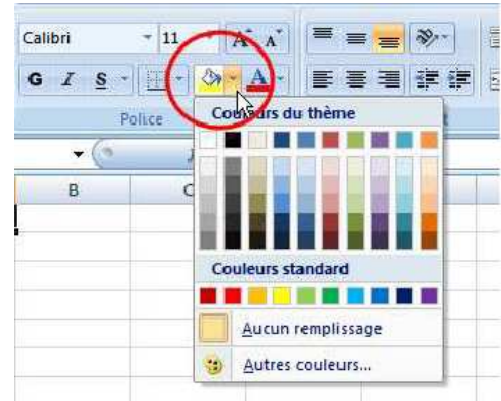 Calibri 11 A A
G I S A
Police
Couleurs du thème
B
Couleurs standard
Aucun remplissage
Autres couleurs...